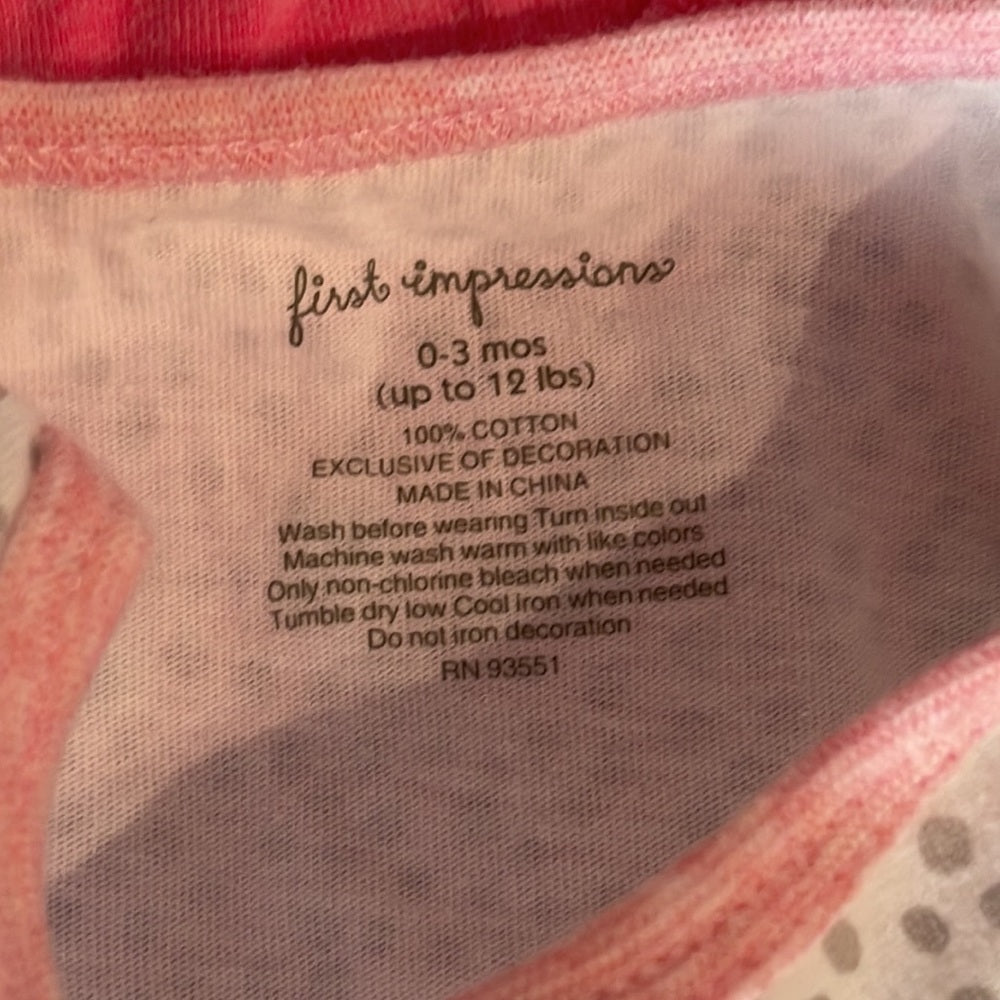 first impressions
0-3 mos
(up to 12 lbs)
100% COTTON
EXCLUSIVE OF DECORATION
MADE IN CHINA
Wash before wearing Turn inside out
Machine wash warm with like colors
Only non-chlorine bleach when needed
Tumble dry low Cool iron when needed
Do not iron decoration
RN 93551